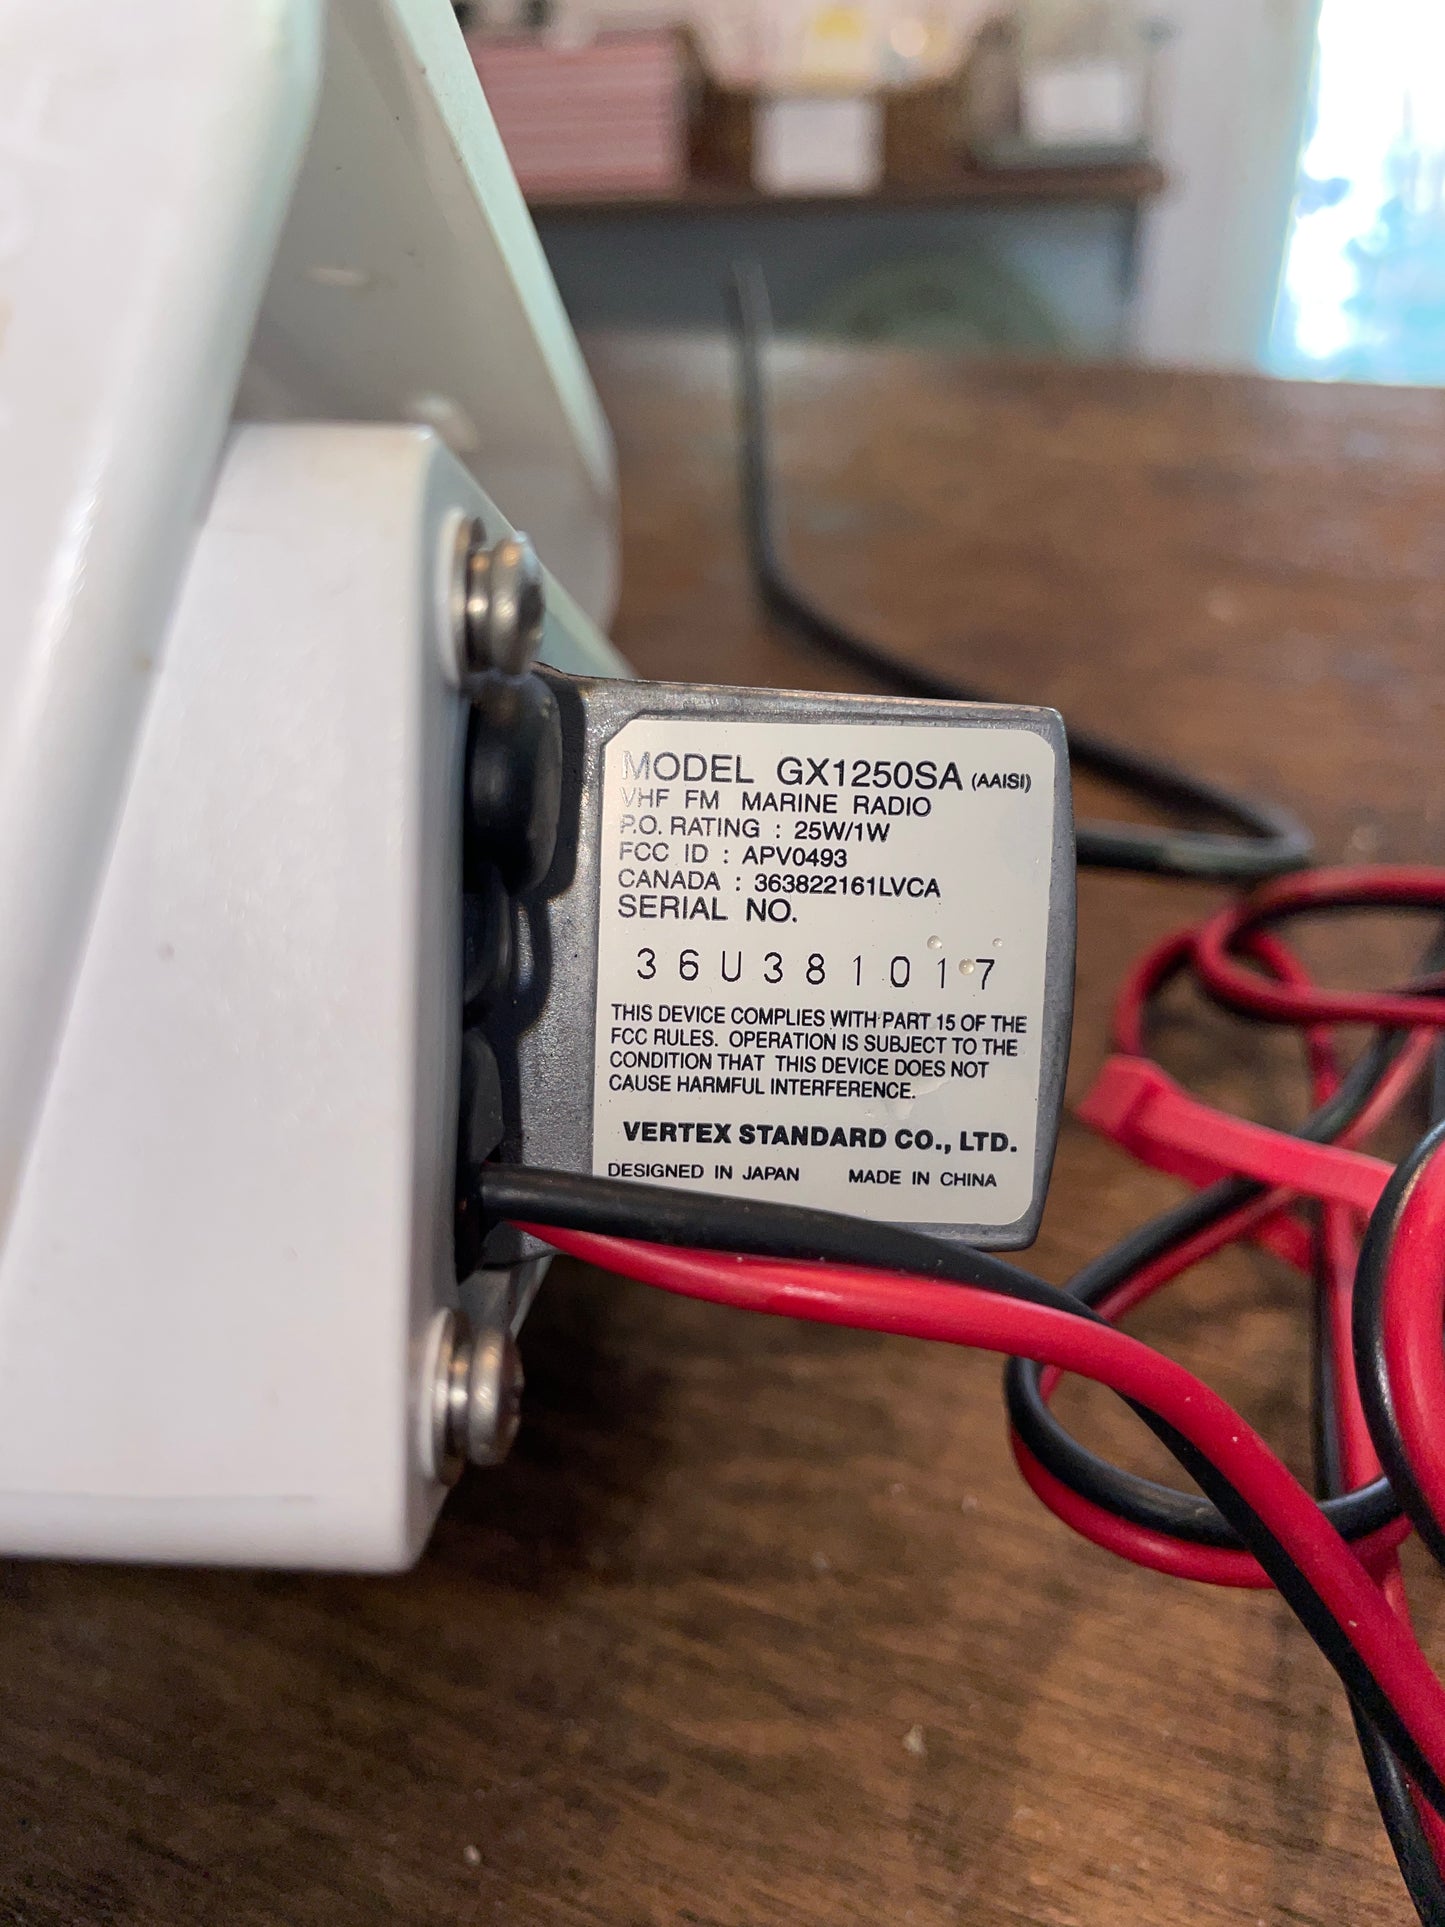 MODEL GX1250SA (AAISI)
VHF FM MARINE RADIO
P.O. RATING : 25W/1W
FCC ID : APV0493
CANADA : 363822161LVCA
SERIAL NO.
36U381017
THIS DEVICE COMPLIES WITH PART 15 OF THE
FCC RULES. OPERATION IS SUBJECT TO THE
CONDITION THAT THIS DEVICE DOES NOT
CAUSE HARMFUL INTERFERENCE.
VERTEX STANDARD CO., LTD.
DESIGNED IN JAPAN MADE IN CHINA